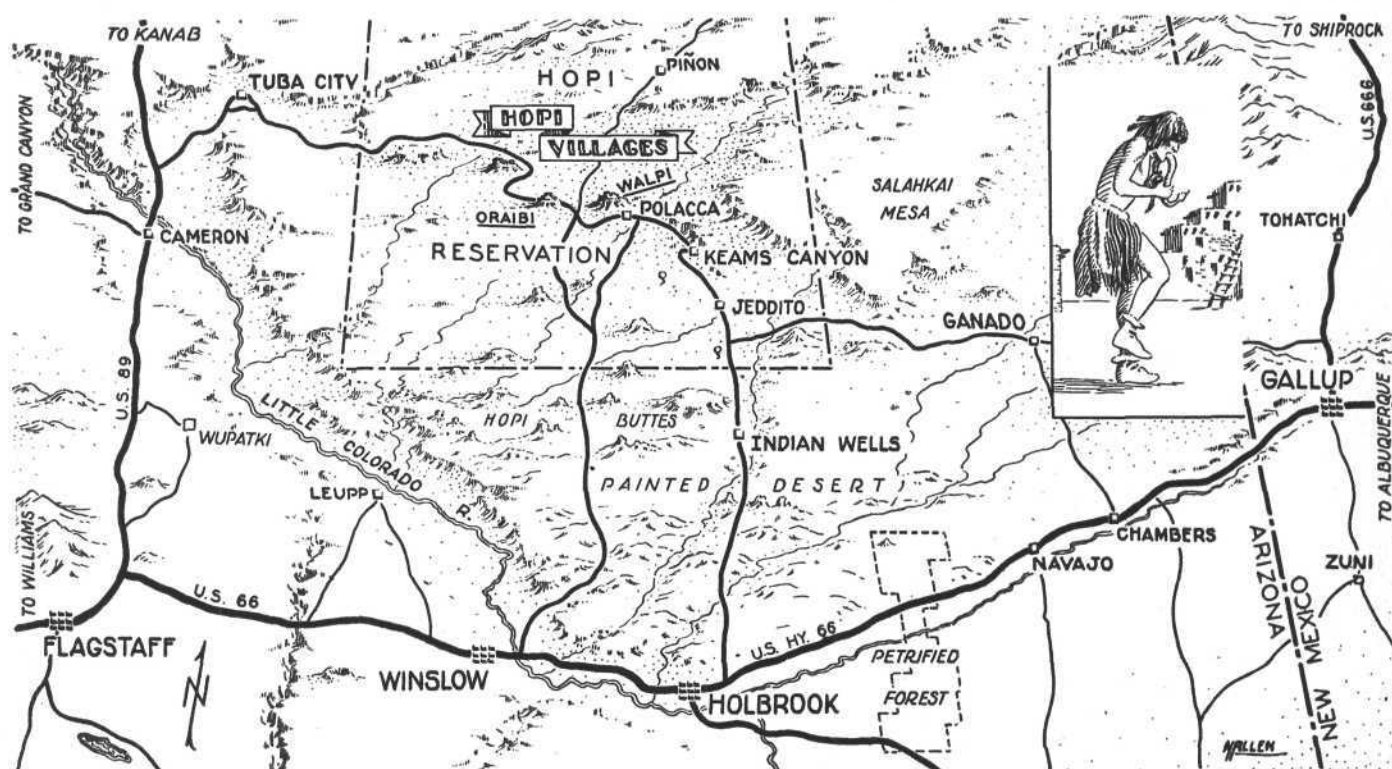 TO KANAB
TO SHIPROCK
TUBA CITY
HOPI
PIÑON
HOPI
VILLAGES
U.S. 666
TO GRAND CANYON
WALPI
SALAHKAI
MESA
ORAIBI
POLACCA
TOHATCHI
CAMERON
RESERVATION
KEAMS CANYON
JEDDITO
GANADO
GALLUP
U.S. 89
LITTLE COLORADO R.
HOPI BUTTES
WUPATKI
INDIAN WELLS
TO ALBUQUERQUE
LEUPP
PAINTED DESERT
TO WILLIAMS
CHAMBERS
NAVAJO
ARIZONA
NEW MEXICO
ZUNI
U.S. 66
FLAGSTAFF
N
U.S. HY. 66
PETRIFIED
FOREST
WINSLOW
HOLBROOK